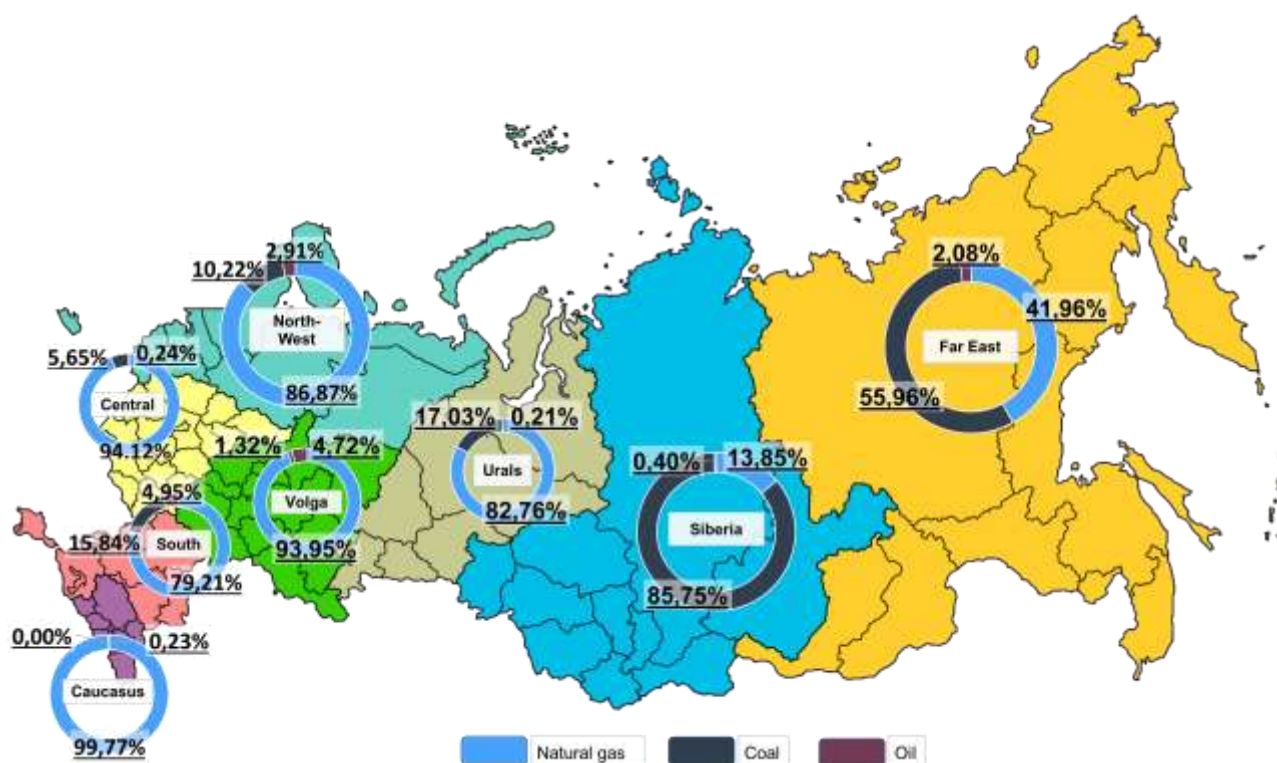 2,91%
10,22%
North-
West
86,87%
5,65%
0,24%
Central
94.12%
1,32%
4,72%
Volga
93,95%
4,95%
15,84%
South
79,21%
0,00%
0,23%
Caucasus
99,77%
17,03%
0,21%
Urals
82,76%
0,40%
13,85%
Siberia
85,75%
2,08%
41,96%
Far East
55,96%
Natural gas
Coal
Oil